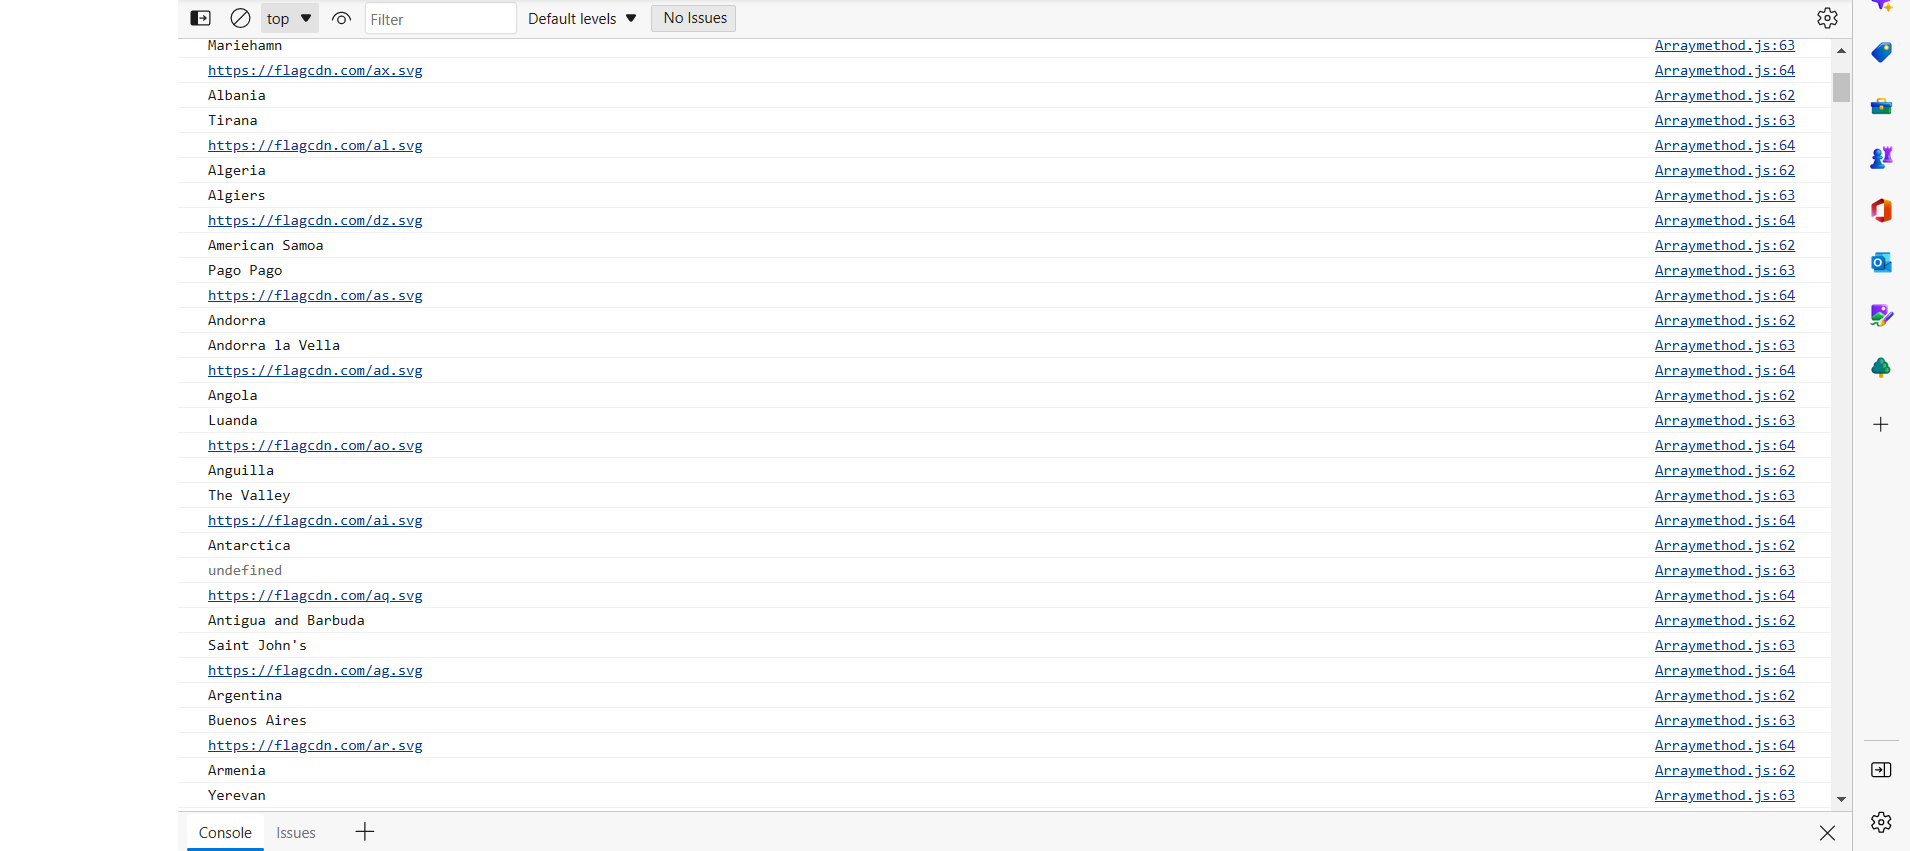 top Filter Default levels No Issues
Mariehamn Arraymethod.js:63
https://flagcdn.com/ax.svg Arraymethod.js:64
Albania Arraymethod.js:62
Tirana Arraymethod.js:63
https://flagcdn.com/al.svg Arraymethod.js:64
Algeria Arraymethod.js:62
Algiers Arraymethod.js:63
https://flagcdn.com/dz.svg Arraymethod.js:64
American Samoa Arraymethod.js:62
Pago Pago Arraymethod.js:63
https://flagcdn.com/as.svg Arraymethod.js:64
Andorra Arraymethod.js:62
Andorra la Vella Arraymethod.js:63
https://flagcdn.com/ad.svg Arraymethod.js:64
Angola Arraymethod.js:62
Luanda Arraymethod.js:63
https://flagcdn.com/ao.svg Arraymethod.js:64
Anguilla Arraymethod.js:62
The Valley Arraymethod.js:63
https://flagcdn.com/ai.svg Arraymethod.js:64
Antarctica Arraymethod.js:62
undefined Arraymethod.js:63
https://flagcdn.com/aq.svg Arraymethod.js:64
Antigua and Barbuda Arraymethod.js:62
Saint John's Arraymethod.js:63
https://flagcdn.com/ag.svg Arraymethod.js:64
Argentina Arraymethod.js:62
Buenos Aires Arraymethod.js:63
https://flagcdn.com/ar.svg Arraymethod.js:64
Armenia Arraymethod.js:62
Yerevan Arraymethod.js:63
Console Issues